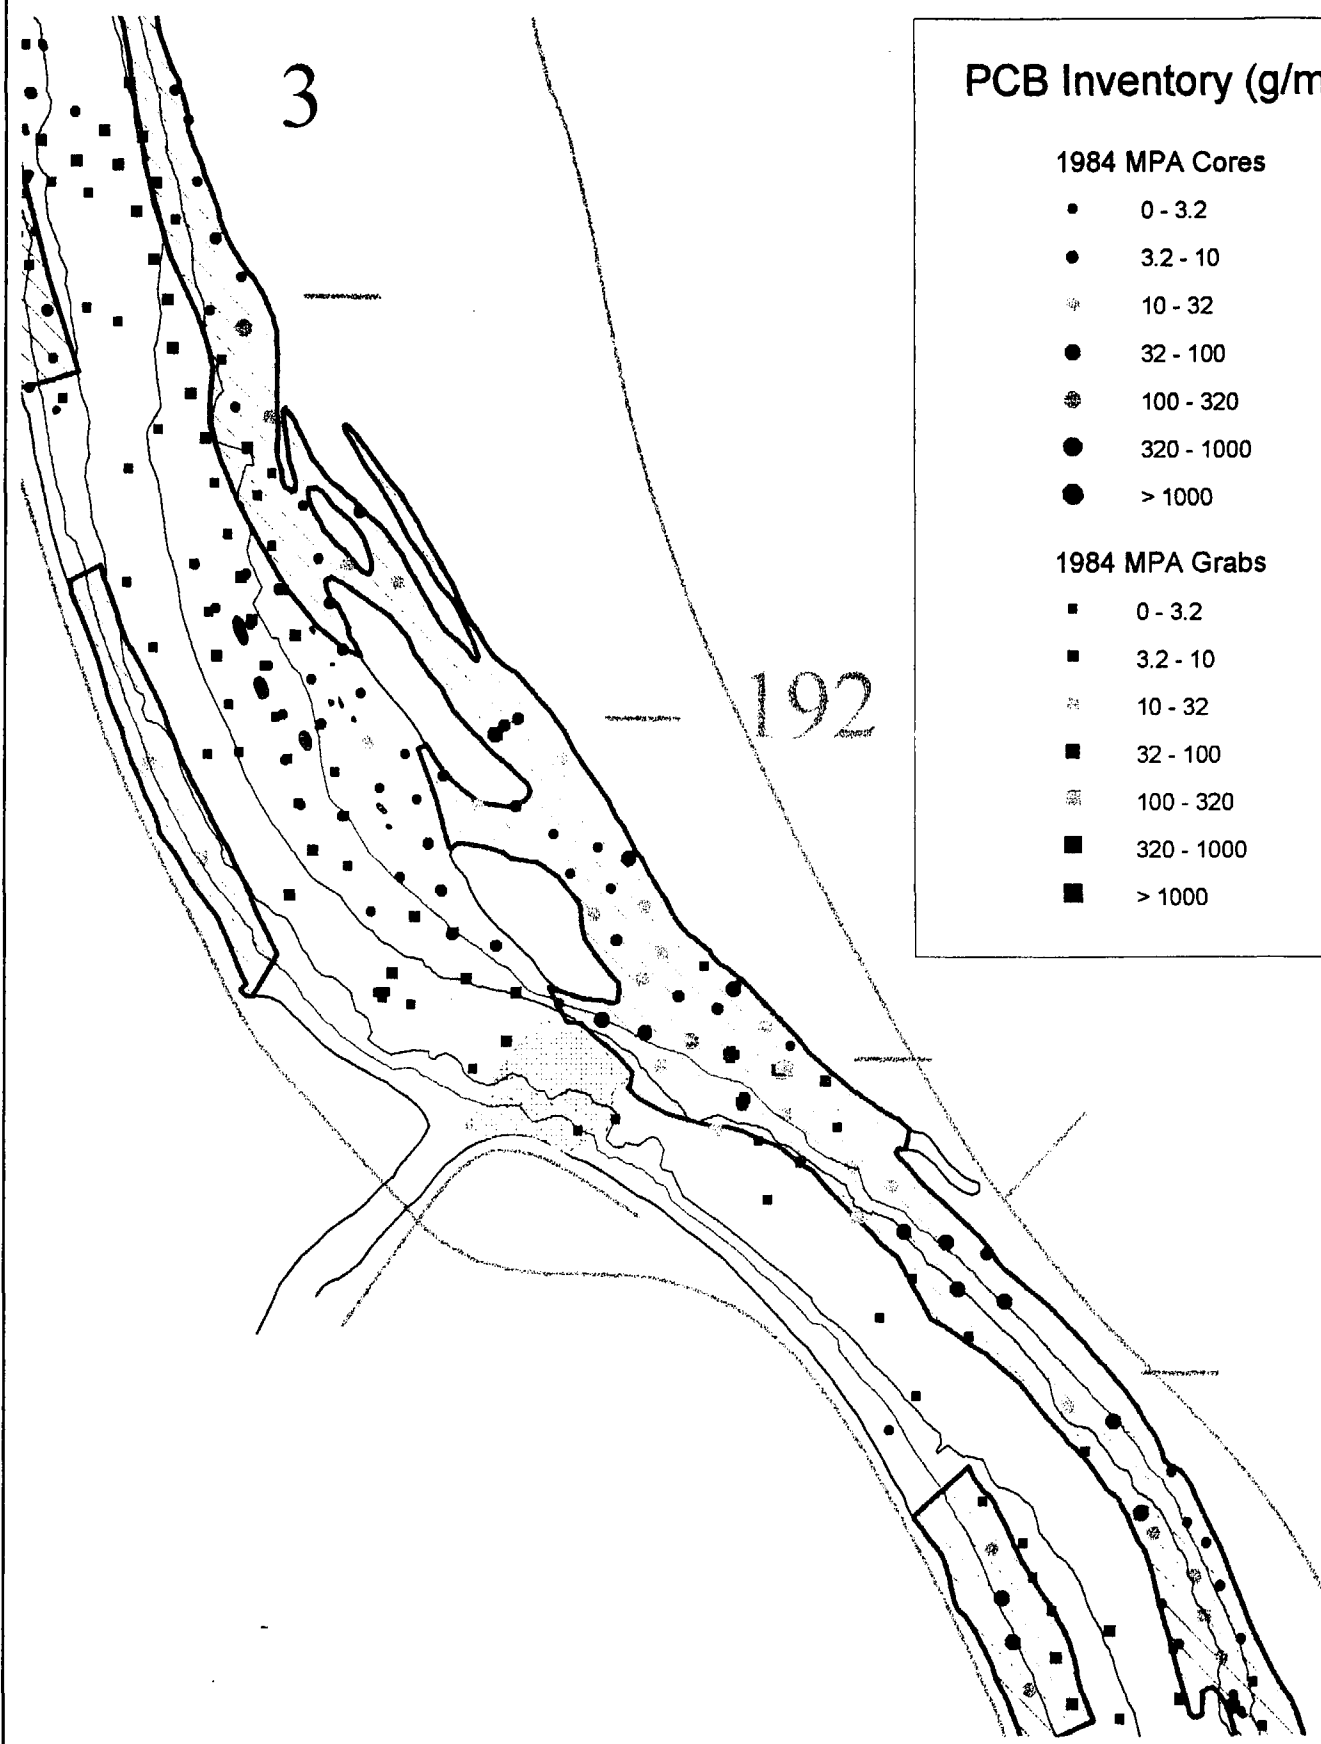 3
192
PCB Inventory (g/m
1984 MPA Cores
0 - 3.2
3.2 - 10
10 - 32
32 - 100
100 - 320
320 - 1000
> 1000
1984 MPA Grabs
0 - 3.2
3.2 - 10
10 - 32
32 - 100
100 - 320
320 - 1000
> 1000